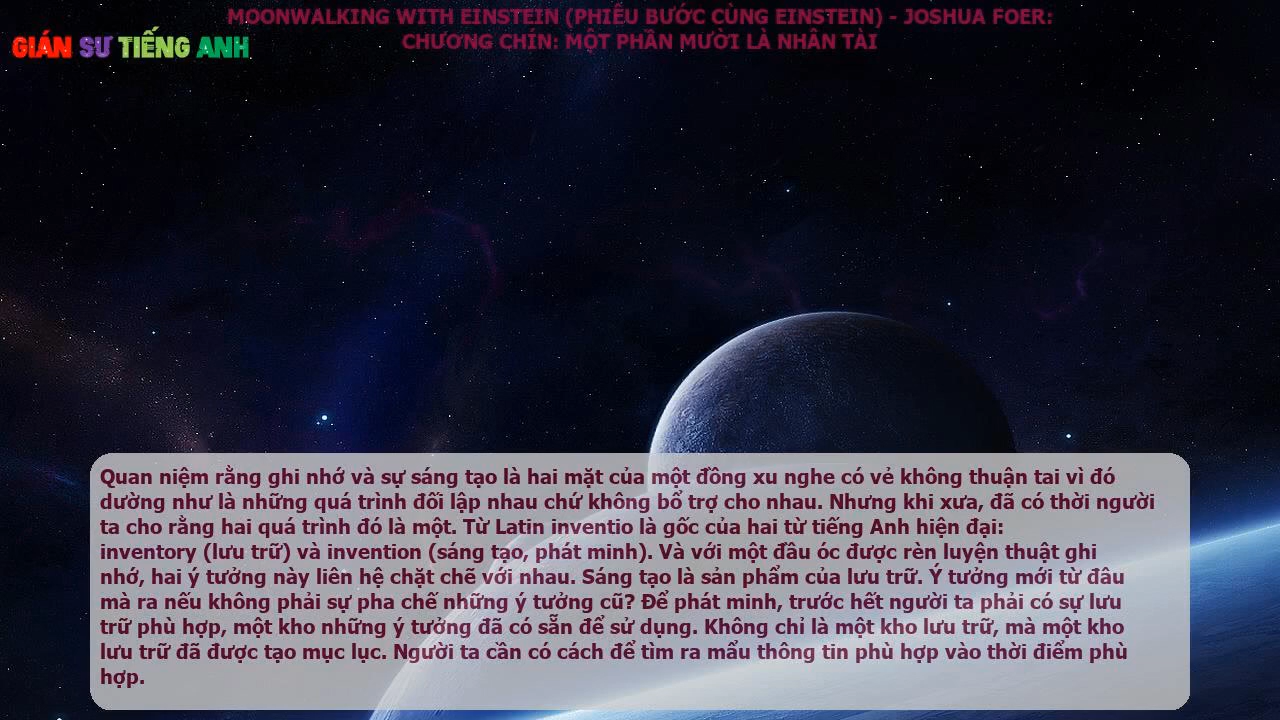 MOONWALKING WITH EINSTEIN (PHIẾU BƯỚC CÙNG EINSTEIN) - JOSHUA FOER:
CHƯƠNG CHÍN: MỘT PHẦN MƯỜI LÀ NHÂN TÀI
GIÁN SƯ TIẾNG ANH
Quan niệm rằng ghi nhớ và sự sáng tạo là hai mặt của một đồng xu nghe có vẻ không thuận tai vì đó
dường như là những quá trình đối lập nhau chứ không bổ trợ cho nhau. Nhưng khi xưa, đã có thời người
ta cho rằng hai quá trình đó là một. Từ Latin inventio là gốc của hai từ tiếng Anh hiện đại:
inventory (lưu trữ) và invention (sáng tạo, phát minh). Và với một đầu óc được rèn luyện thuật ghi
nhớ, hai ý tưởng này liên hệ chặt chẽ với nhau. Sáng tạo là sản phẩm của lưu trữ. Ý tưởng mới từ đâu
mà ra nếu không phải sự pha chế những ý tưởng cũ? Để phát minh, trước hết người ta phải có sự lưu
trữ phù hợp, một kho những ý tưởng đã có sẵn để sử dụng. Không chỉ là một kho lưu trữ, mà một kho
lưu trữ đã được tạo mục lục. Người ta cần có cách để tìm ra mẩu thông tin phù hợp vào thời điểm phù
hợp.